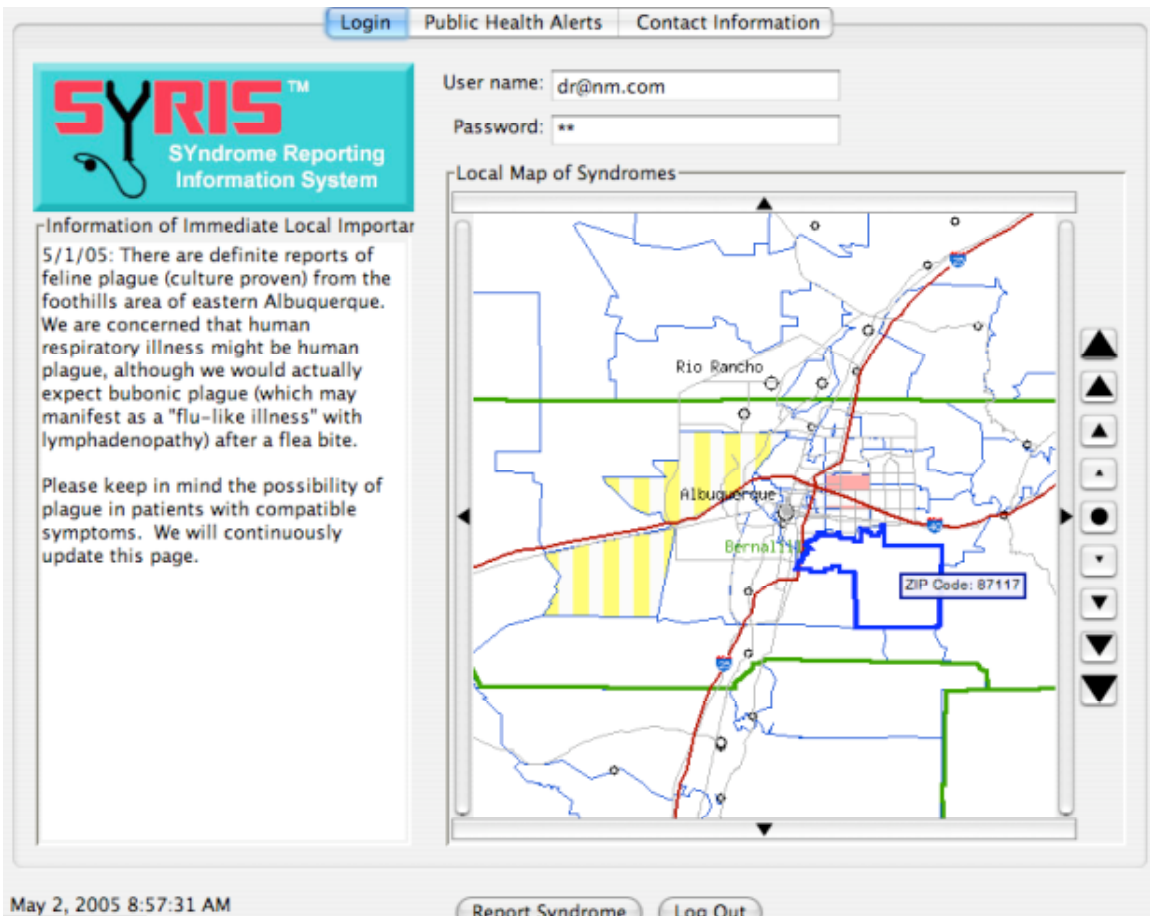 Login Public Health Alerts Contact Information
SYRIS™
SYndrome Reporting
Information System
User name: dr@nm.com
Password: **
Information of Immediate Local Importar
5/1/05: There are definite reports of
feline plague (culture proven) from the
foothills area of eastern Albuquerque.
We are concerned that human
respiratory illness might be human
plague, although we would actually
expect bubonic plague (which may
manifest as a "flu-like illness" with
lymphadenopathy) after a flea bite.
Please keep in mind the possibility of
plague in patients with compatible
symptoms. We will continuously
update this page.
Local Map of Syndromes
Rio Rancho
Albuquerque
Bernalill
ZIP Code: 87117
May 2, 2005 8:57:31 AM
Report Syndrome Log Out